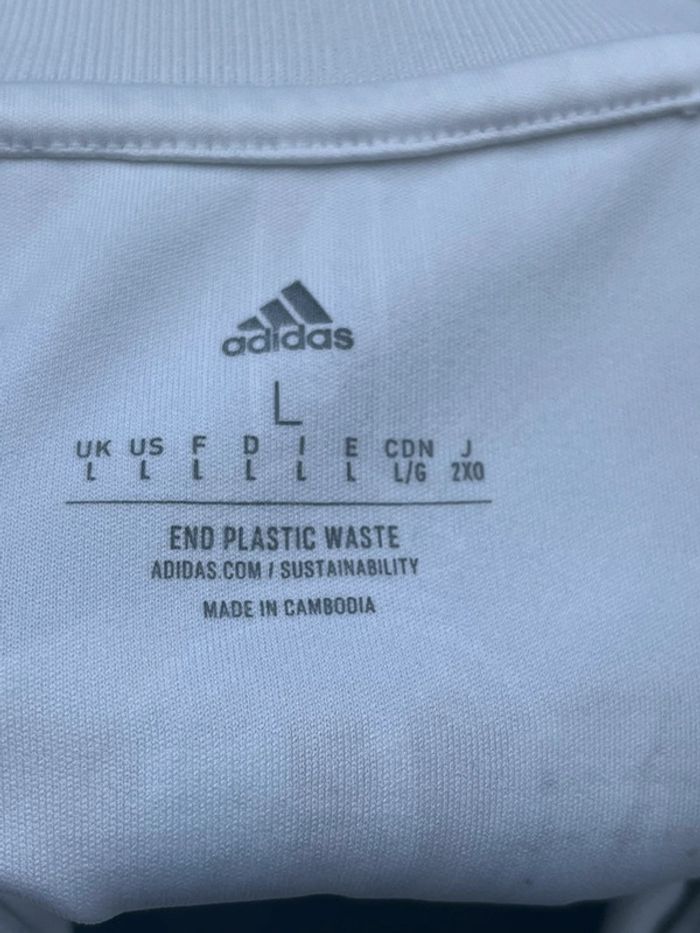 adidas
L
UK US F D I E CDN J
L L L L L L L/G 2XO
END PLASTIC WASTE
ADIDAS.COM / SUSTAINABILITY
MADE IN CAMBODIA